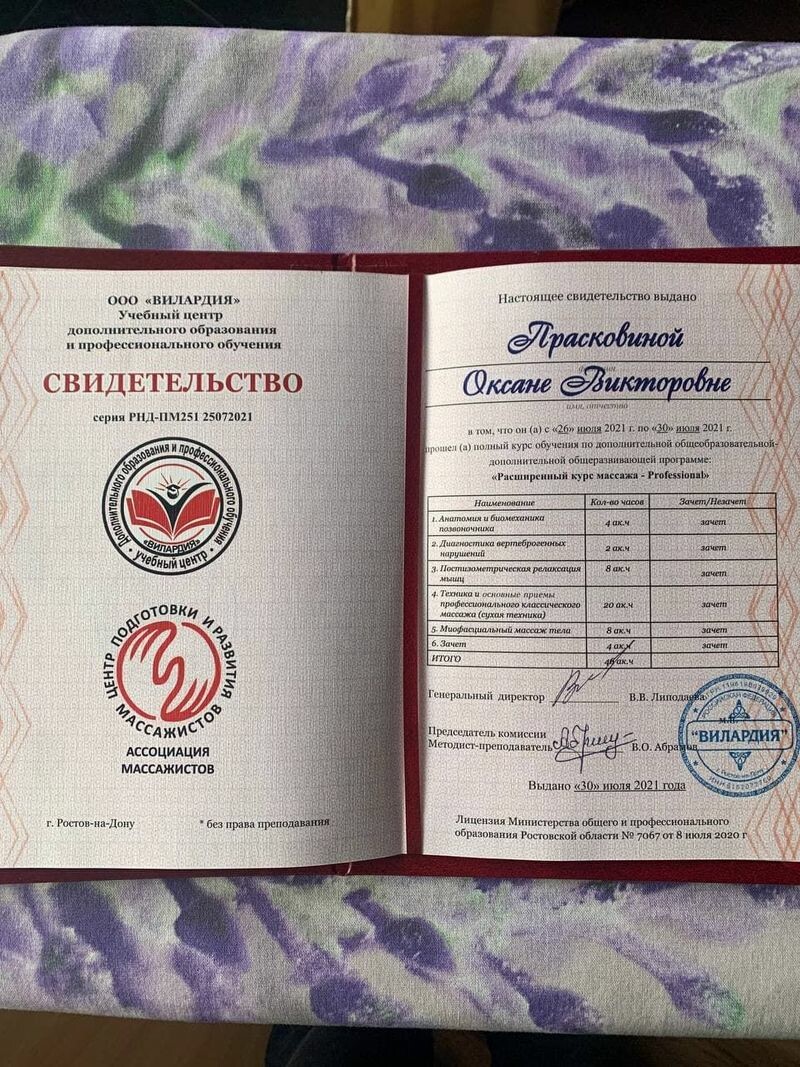 ООО «ВИЛАРДИЯ»
Учебный центр
дополнительного образования
и профессионального обучения
СВИДЕТЕЛЬСТВО
серия РНД-ПМ251 25072021
Дополнительного образования и профессионального обучения
«ВИЛАРДИЯ»
• учебный центр •
ЦЕНТР ПОДГОТОВКИ И РАЗВИТИЯ
МАССАЖИСТОВ
АССОЦИАЦИЯ
МАССАЖИСТОВ
г. Ростов-на-Дону * без права преподавания
Настоящее свидетельство выдано
Прасковиной
Оксане Викторовне
имя, отчество
в том, что он (а) с «26» июля 2021 г. по «30» июля 2021 г.
прошел (а) полный курс обучения по дополнительной общеобразовательной-
дополнительной общеразвивающей программе:
«Расширенный курс массажа - Professional»
Наименование Кол-во часов Зачет/Незачет
1. Анатомия и биомеханика
позвоночника 4 ак.ч зачет
2. Диагностика вертеброгенных
нарушений 2 ак.ч зачет
3. Постизометрическая релаксация
мышц 8 ак.ч зачет
4. Техника и основные приемы
профессионального классического
массажа (сухая техника) 20 ак.ч зачет
5. Миофасциальный массаж тела 8 ак.ч зачет
6. Зачет 4 ак.ч зачет
ИТОГО 46 ак.ч
Генеральный директор В.В. Липодаева
м.п.
Председатель комиссии
Методист-преподаватель В.О. Абрамов
РОССИЙСКАЯ ФЕДЕРАЦИЯ
"ВИЛАРДИЯ"
г. Ростов-на-Дону
Выдано «30» июля 2021 года
Лицензия Министерства общего и профессионального
образования Ростовской области № 7067 от 8 июля 2020 г